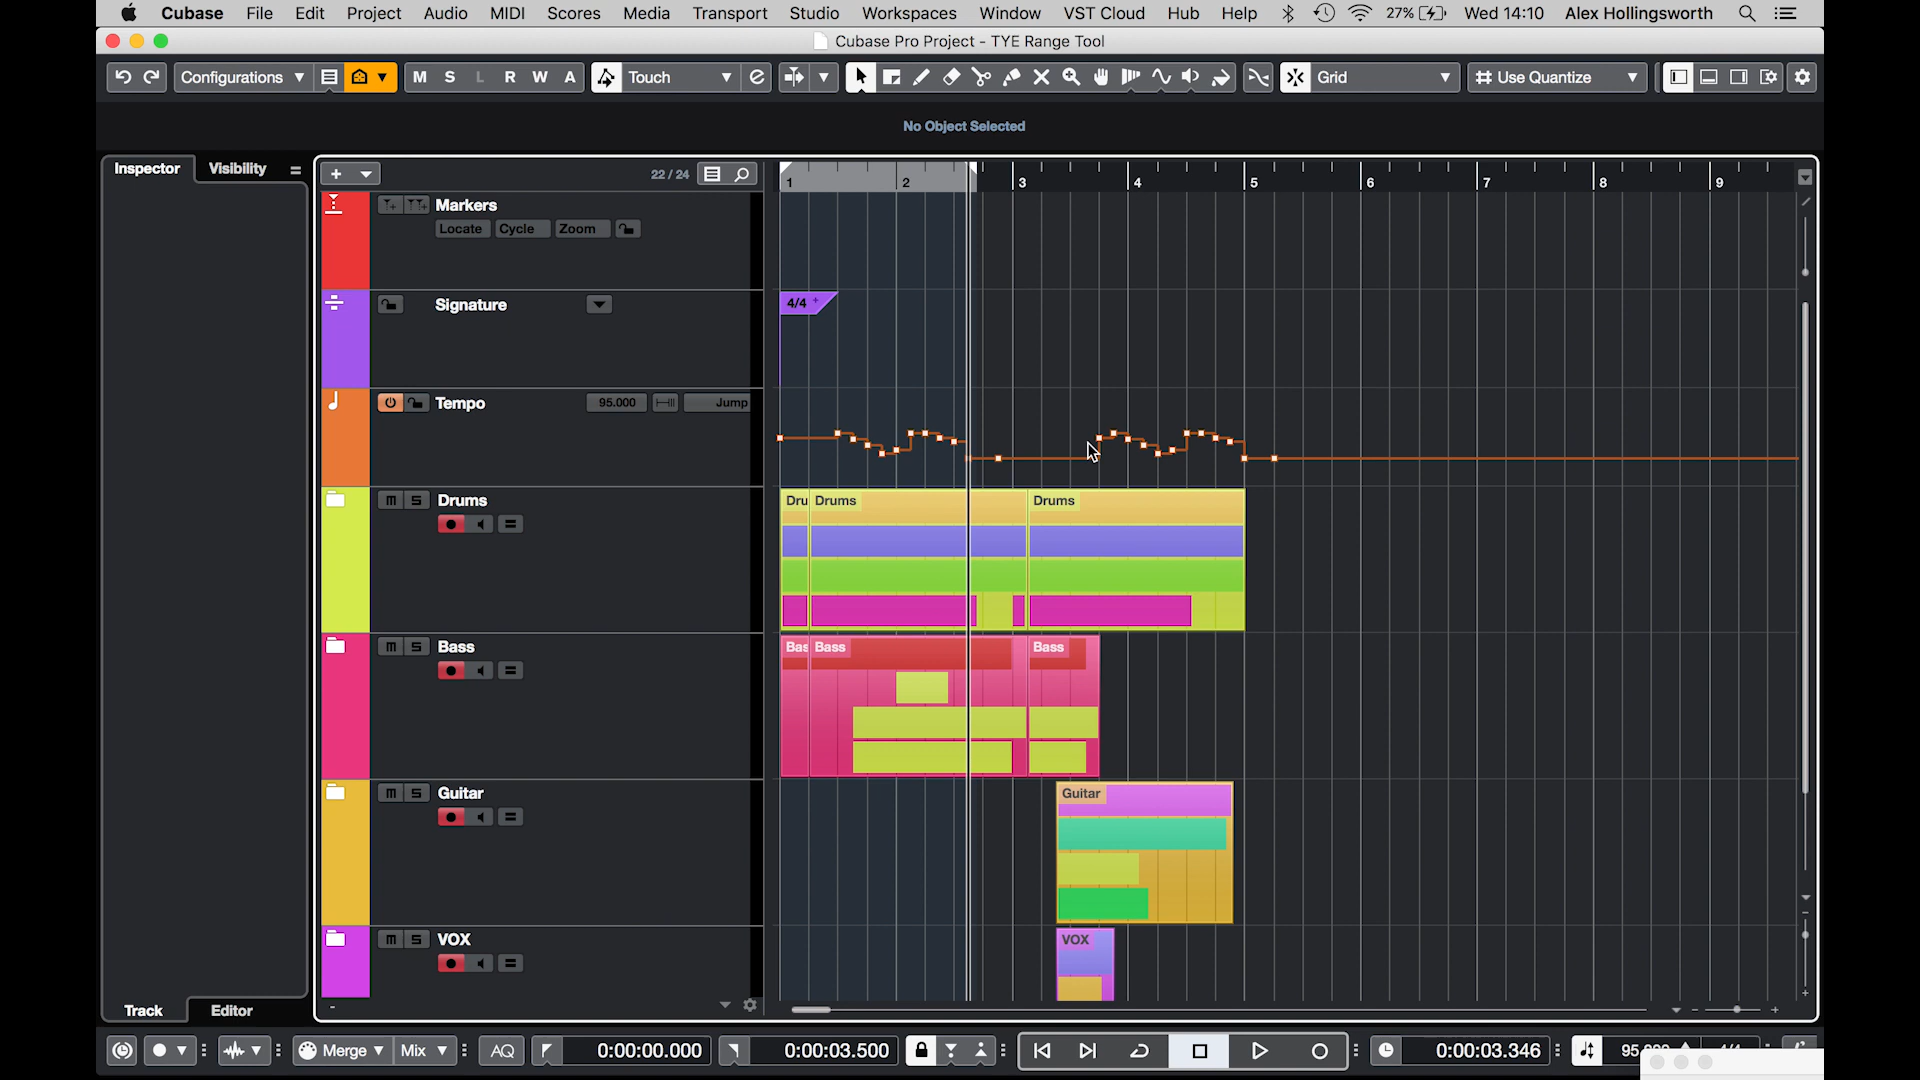 Cubase File Edit Project Audio MIDI Scores Media Transport Studio Workspaces Window VST Cloud Hub Help 27% Wed 14:10 Alex Hollingsworth
Cubase Pro Project - TYE Range Tool
Configurations M S L R W A Touch Grid Use Quantize
No Object Selected
Inspector Visibility
+ 22 / 24
1 2 3 4 5 6 7 8 9
Markers
Locate Cycle Zoom
Signature
4/4 +
Tempo 95.000 Jump
m S Drums
Dru Drums Drums
m S Bass
Bas Bass Bass
m S Guitar
Guitar
m S VOX
VOX
Track Editor
Merge Mix AQ 0:00:00.000 0:00:03.500 0:00:03.346